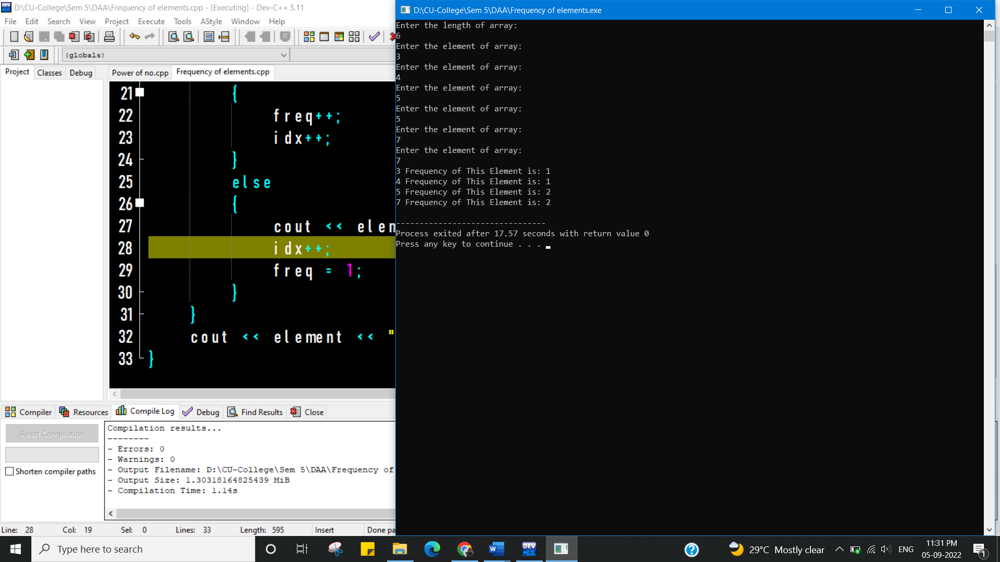 D:\CU-College\Sem 5\DAA\Frequency of elements.cpp - [Executing] - Dev-C++ 5.11
File Edit Search View Project Execute Tools AStyle Window Help
(globals)
Project Classes Debug
Power of no.cpp Frequency of elements.cpp
21 {
22 freq++;
23 idx++;
24 }
25 else
26 {
27 cout << elem
28 idx++;
29 freq = 1;
30 }
31 }
32 cout << element << "
33 }
Compiler Resources Compile Log Debug Find Results Close
Abort Compilation
Shorten compiler paths
Compilation results...
--------
- Errors: 0
- Warnings: 0
- Output Filename: D:\CU-College\Sem 5\DAA\Frequency of
- Output Size: 1.30318164825439 MiB
- Compilation Time: 1.14s
Line: 28 Col: 19 Sel: 0 Lines: 33 Length: 595 Insert Done pa
D:\CU-College\Sem 5\DAA\Frequency of elements.exe
Enter the length of array:
6
Enter the element of array:
3
Enter the element of array:
4
Enter the element of array:
5
Enter the element of array:
5
Enter the element of array:
7
Enter the element of array:
7
3 Frequency of This Element is: 1
4 Frequency of This Element is: 1
5 Frequency of This Element is: 2
7 Frequency of This Element is: 2
--------------------------------
Process exited after 17.57 seconds with return value 0
Press any key to continue . . .
Type here to search
W
DEV C++
29°C Mostly clear
ENG
11:31 PM
05-09-2022
1